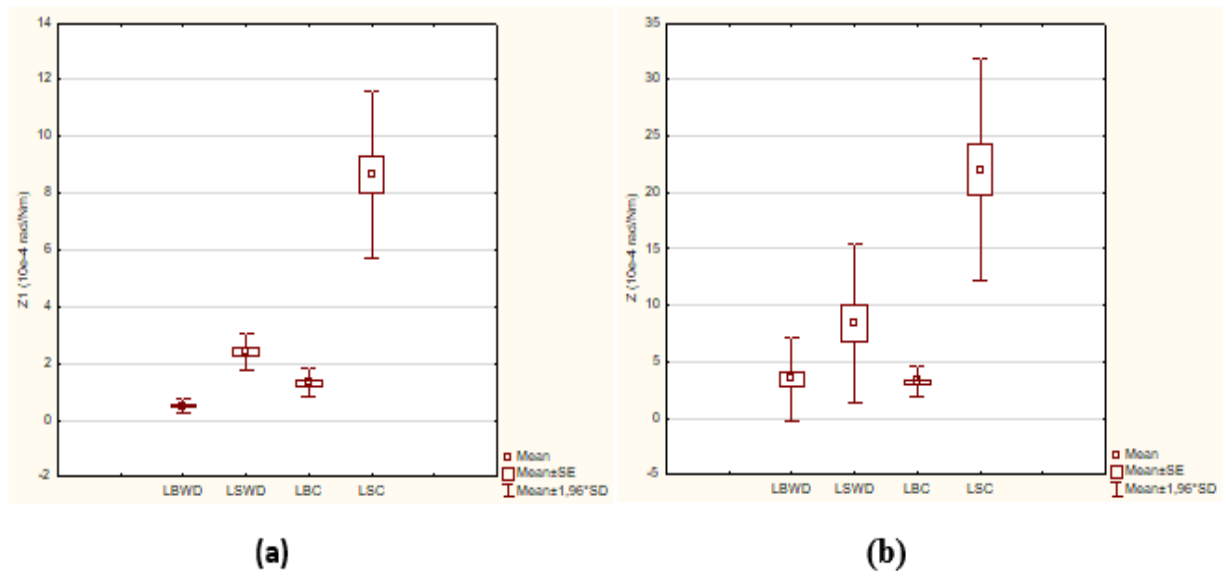 14
12
10
8
6
4
2
0
-2
Z1 (10e-4 rad/Nm)
LBWD LSWD LBC LSC
Mean
Mean±SE
Mean±1,96*SD
(a)
35
30
25
20
15
10
5
0
-5
Z (10e-4 rad/Nm)
LBWD LSWD LBC LSC
Mean
Mean±SE
Mean±1,96*SD
(b)